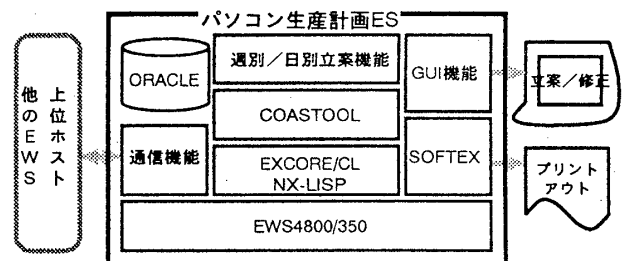 パソコン生産計画ES
上位ホスト
他のEWS
ORACLE
週別／日別立案機能
GUI機能
立案／修正
COASTOOL
通信機能
EXCORE/CL
NX-LISP
SOFTEX
プリント
アウト
EWS4800/350